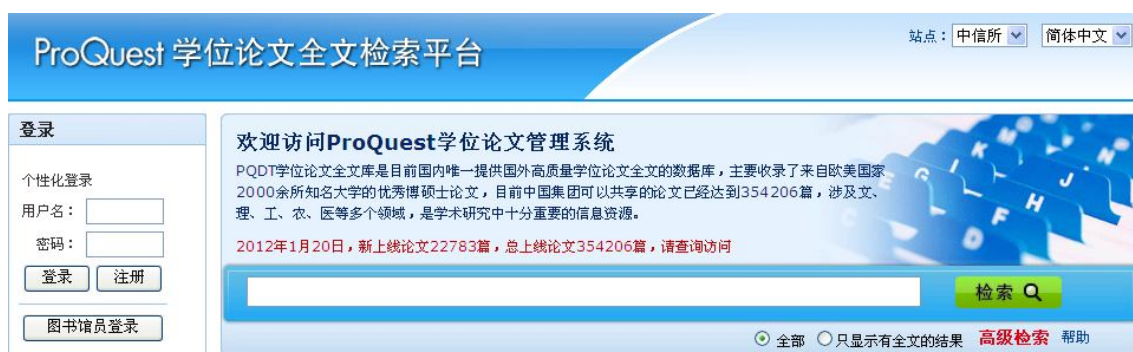 ProQuest 学位论文全文检索平台
站点：中信所 简体中文
登录
个性化登录
用户名：
密码：
登录 注册
图书馆员登录
欢迎访问ProQuest学位论文管理系统
PQDT学位论文全文库是目前国内唯一提供国外高质量学位论文全文的数据库，主要收录了来自欧美国家
2000余所知名大学的优秀博硕士论文，目前中国集团可以共享的论文已经达到354206篇，涉及文、
理、工、农、医等多个领域，是学术研究中十分重要的信息资源。
2012年1月20日，新上线论文22783篇，总上线论文354206篇，请查询访问
检索
全部 只显示有全文的结果 高级检索 帮助